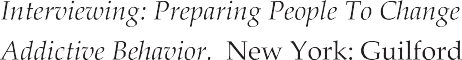 Interviewing: Preparing People To Change
Addictive Behavior. New York: Guilford